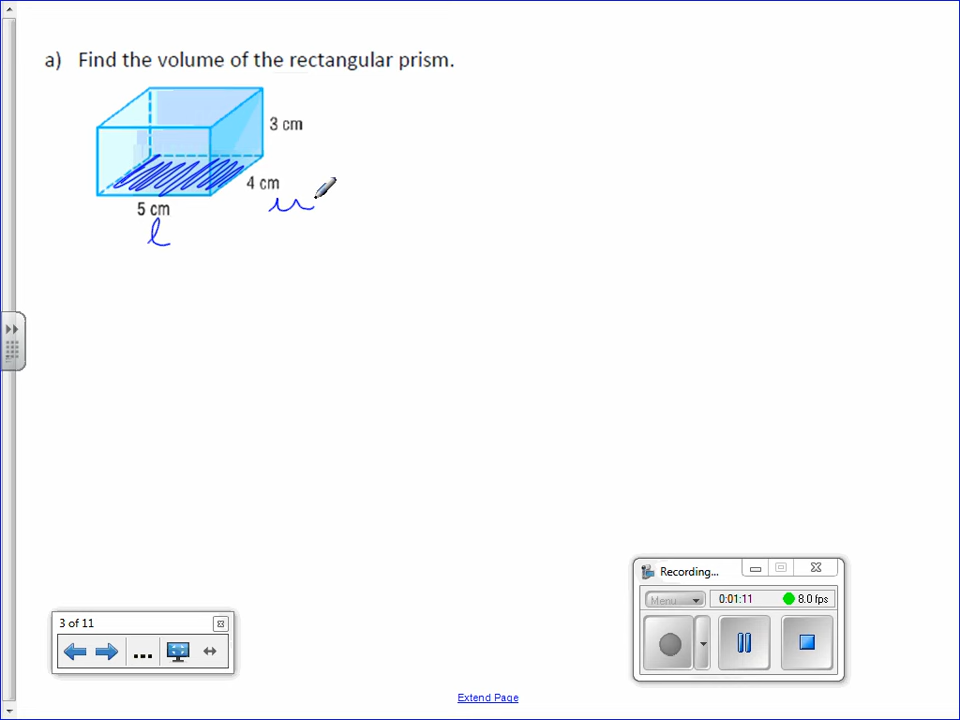 a) Find the volume of the rectangular prism.
3 cm
4 cm
w
5 cm
l
Recording...
Menu
0:01:11
8.0 fps
3 of 11
...
Extend Page